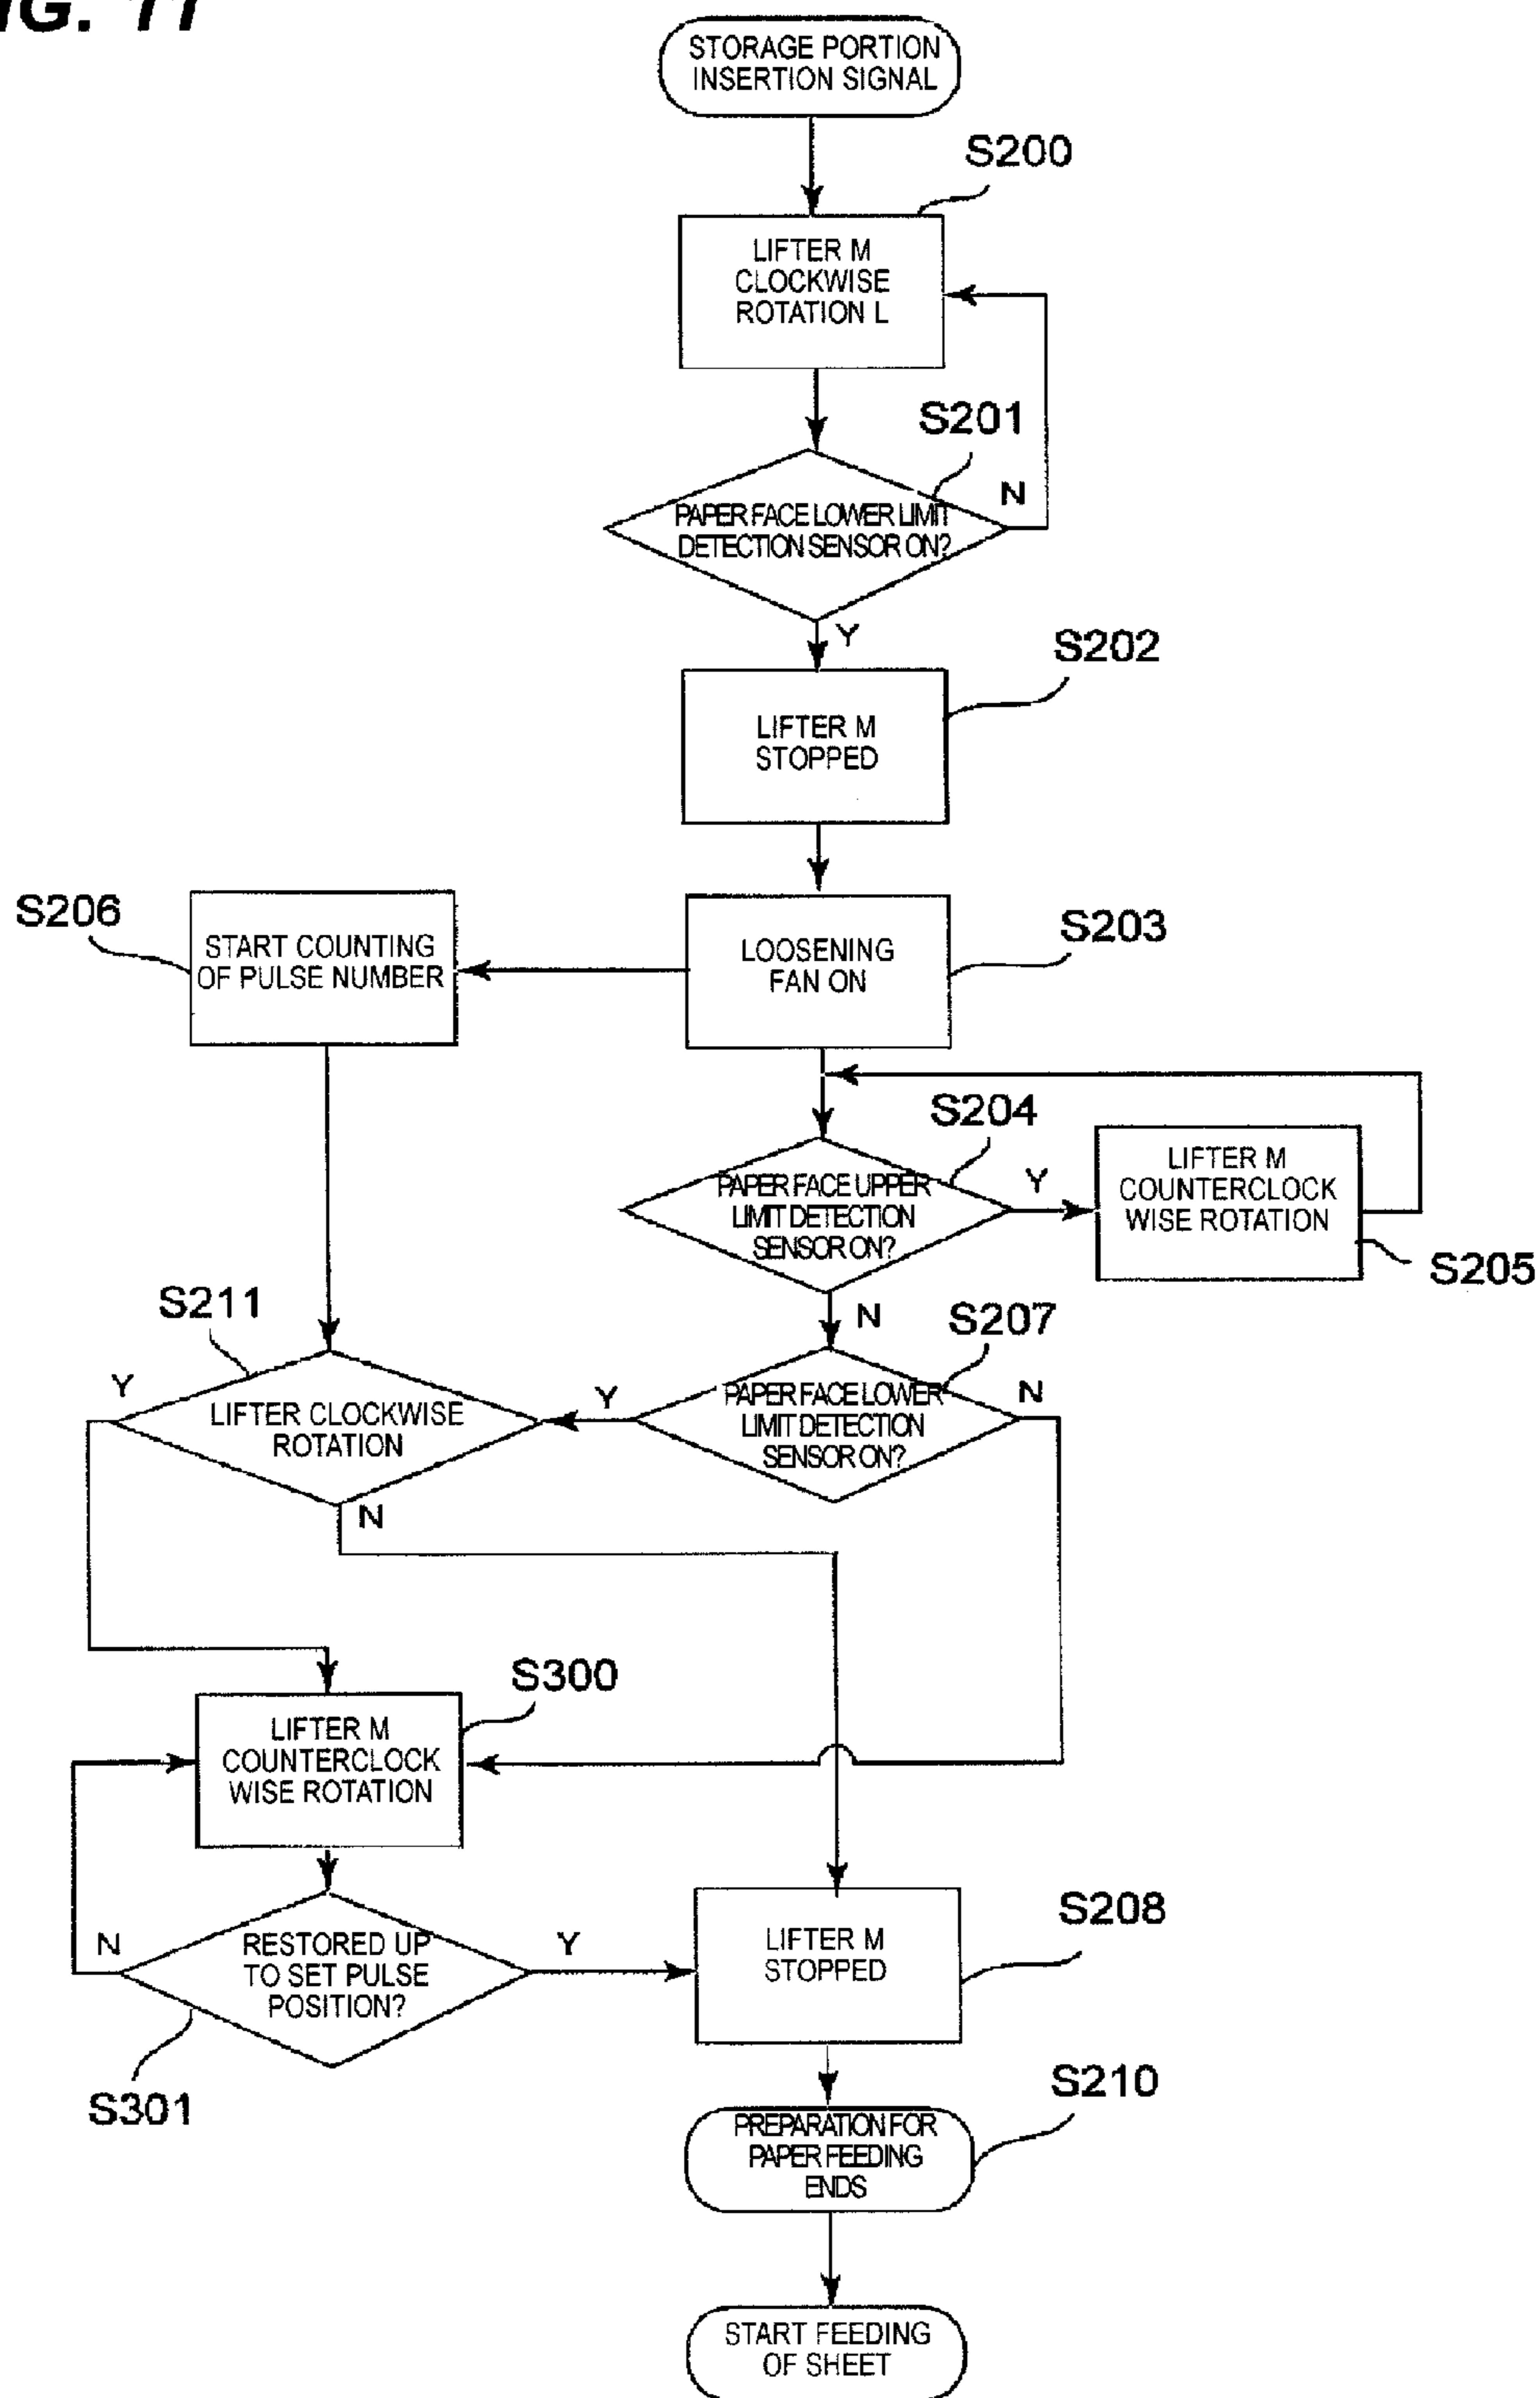 FIG. 11
STORAGE PORTION
INSERTION SIGNAL
S200
LIFTER M
CLOCKWISE
ROTATION L
S201
PAPER FACE LOWER LIMIT
DETECTION SENSOR ON?
N
Y
S202
LIFTER M
STOPPED
S206
START COUNTING
OF PULSE NUMBER
S203
LOOSENING
FAN ON
S204
PAPER FACE UPPER
LIMIT DETECTION
SENSOR ON?
Y
LIFTER M
COUNTERCLOCK
WISE ROTATION
S205
N
S211
Y
LIFTER CLOCKWISE
ROTATION
N
S207
Y
PAPER FACE LOWER
LIMIT DETECTION
SENSOR ON?
N
S300
LIFTER M
COUNTERCLOCK
WISE ROTATION
N
RESTORED UP
TO SET PULSE
POSITION?
Y
S301
S208
LIFTER M
STOPPED
S210
PREPARATION FOR
PAPER FEEDING
ENDS
START FEEDING
OF SHEET